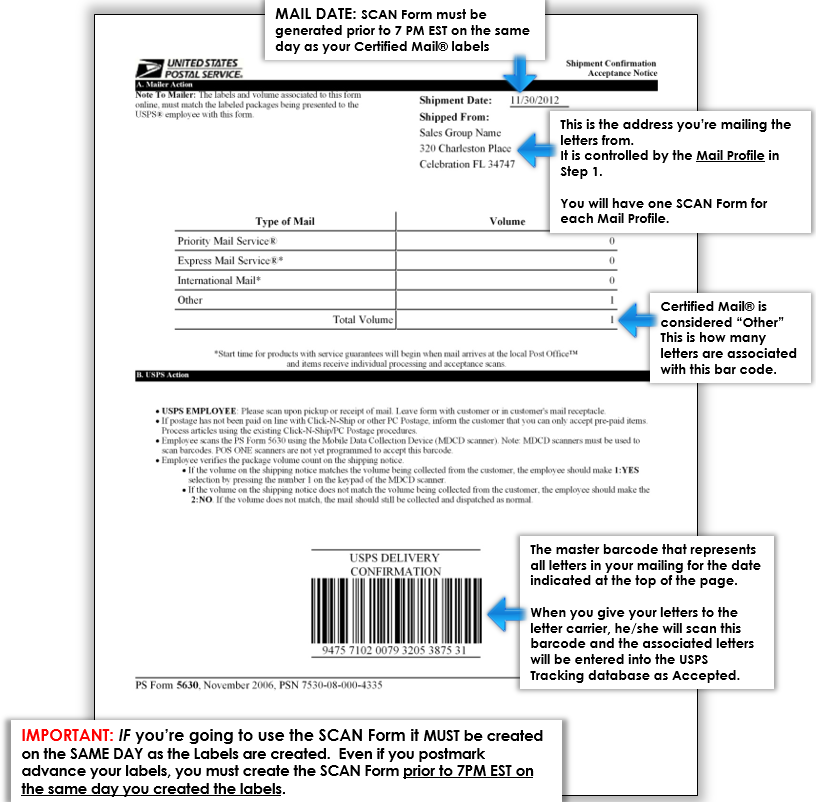 MAIL DATE: SCAN Form must be
generated prior to 7 PM EST on the same
day as your Certified Mail® labels
UNITED STATES
POSTAL SERVICE.
Shipment Confirmation
Acceptance Notice
A. Mailer Action
Note To Mailer: The labels and volume associated to this form
online, must match the labeled packages being presented to the
USPS® employee with this form.
Shipment Date: 11/30/2012
Shipped From:
Sales Group Name
320 Charleston Place
Celebration FL 34747
This is the address you're mailing the
letters from.
It is controlled by the Mail Profile in
Step 1.
You will have one SCAN Form for
each Mail Profile.
Type of Mail Volume
Priority Mail Service® 0
Express Mail Service®* 0
International Mail* 0
Other 1
Total Volume 1
Certified Mail® is
considered “Other”
This is how many
letters are associated
with this bar code.
*Start time for products with service guarantees will begin when mail arrives at the local Post Office™
and items receive individual processing and acceptance scans.
B. USPS Action
• USPS EMPLOYEE: Please scan upon pickup or receipt of mail. Leave form with customer or in customer's mail receptacle.
• If postage has not been paid on line with Click-N-Ship or other PC Postage, inform the customer that you can only accept pre-paid items.
Process articles using the existing Click-N-Ship/PC Postage procedures.
• Employee scans the PS Form 5630 using the Mobile Data Collection Device (MDCD scanner). Note: MDCD scanners must be used to
scan barcodes. POS ONE scanners are not yet programmed to accept this barcode.
• Employee verifies the package volume count on the shipping notice.
• If the volume on the shipping notice matches the volume being collected from the customer, the employee should make 1:YES
selection by pressing the number 1 on the keypad of the MDCD scanner.
• If the volume on the shipping notice does not match the volume being collected from the customer, the employee should make the
2:NO. If the volume does not match, the mail should still be collected and dispatched as normal.
USPS DELIVERY
CONFIRMATION
9475 7102 0079 3205 3875 31
The master barcode that represents
all letters in your mailing for the date
indicated at the top of the page.
When you give your letters to the
letter carrier, he/she will scan this
barcode and the associated letters
will be entered into the USPS
Tracking database as Accepted.
PS Form 5630, November 2006, PSN 7530-08-000-4335
IMPORTANT: IF you're going to use the SCAN Form it MUST be created
on the SAME DAY as the Labels are created. Even if you postmark
advance your labels, you must create the SCAN Form prior to 7PM EST on
the same day you created the labels.